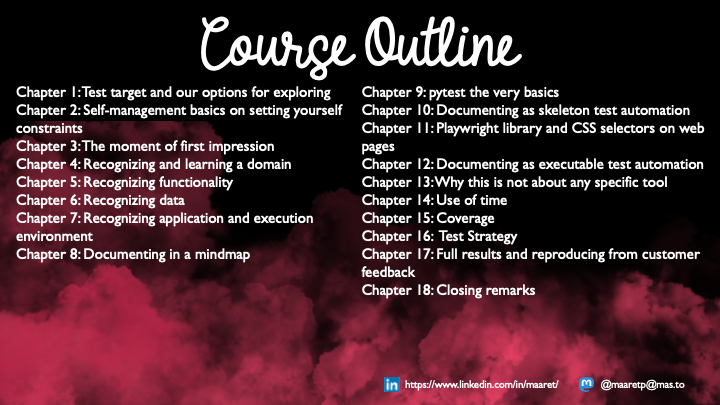 Course Outline
Chapter 1: Test target and our options for exploring
Chapter 2: Self-management basics on setting yourself
constraints
Chapter 3: The moment of first impression
Chapter 4: Recognizing and learning a domain
Chapter 5: Recognizing functionality
Chapter 6: Recognizing data
Chapter 7: Recognizing application and execution
environment
Chapter 8: Documenting in a mindmap
Chapter 9: pytest the very basics
Chapter 10: Documenting as skeleton test automation
Chapter 11: Playwright library and CSS selectors on web
pages
Chapter 12: Documenting as executable test automation
Chapter 13: Why this is not about any specific tool
Chapter 14: Use of time
Chapter 15: Coverage
Chapter 16: Test Strategy
Chapter 17: Full results and reproducing from customer
feedback
Chapter 18: Closing remarks
in https://www.linkedin.com/in/maaret/
m @maaretp@mas.to